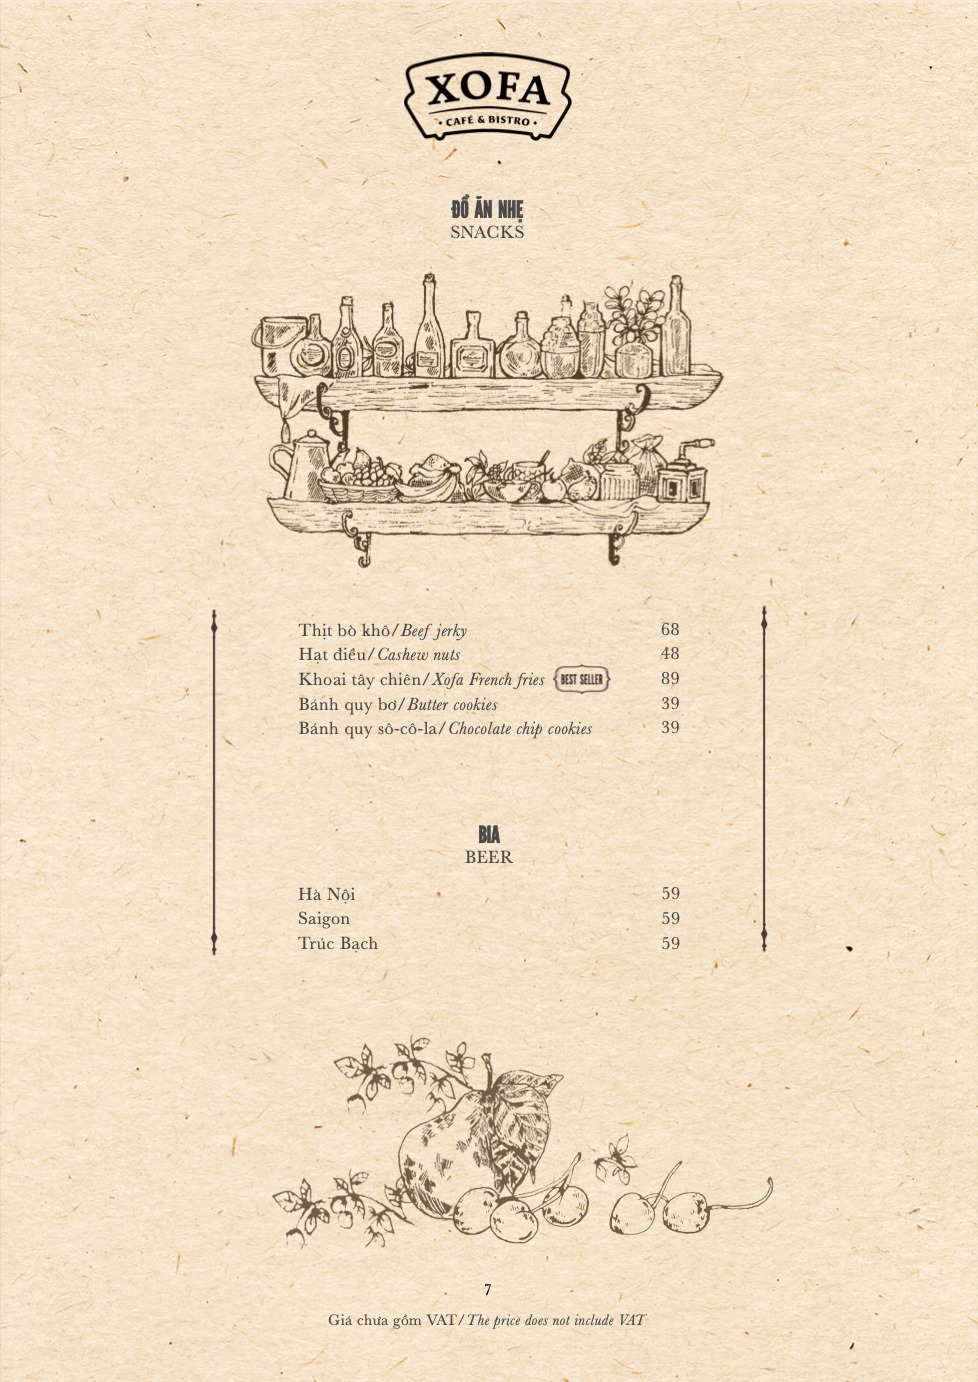 XOFA
• CAFÉ & BISTRO •
ĐỒ ĂN NHẸ
SNACKS
Thịt bò khô/Beef jerky 68
Hạt điều/Cashew nuts 48
Khoai tây chiên/Xofa French fries BEST SELLER 89
Bánh quy bơ/Butter cookies 39
Bánh quy sô-cô-la/Chocolate chip cookies 39
BIA
BEER
Hà Nội 59
Saigon 59
Trúc Bạch 59
7
Giá chưa gồm VAT/The price does not include VAT